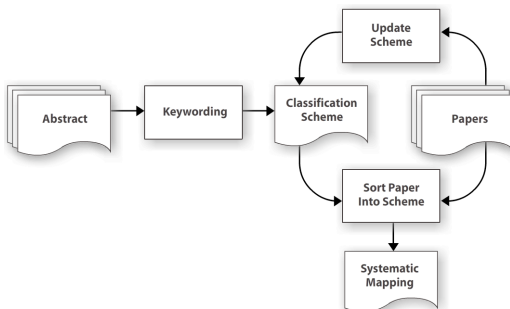 Update
Scheme
Abstract
Keywording
Classification
Scheme
Papers
Sort Paper
Into Scheme
Systematic
Mapping